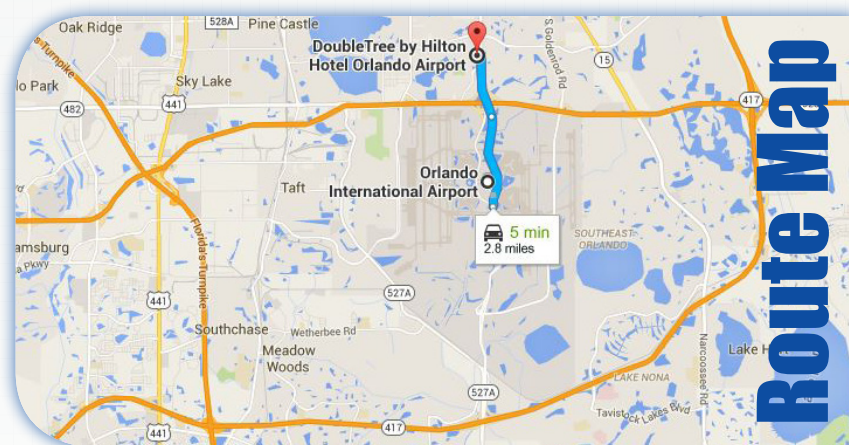 Oak Ridge
528A
Pine Castle
DoubleTree by Hilton
Hotel Orlando Airport
S Goldenrod Rd
15
Sky Lake
lo Park
482
441
441
417
Orlando
International Airport
Taft
5 min
2.8 miles
SOUTHEAST
ORLANDO
amsburg
a Pkwy
Florida's Turnpike
527A
441
Southchase
Wetherbee Rd
Meadow
Woods
Narcoossee Rd
Lake H
LAKE NONA
527A
Tavistock Lakes Blvd
417
441
Route Map